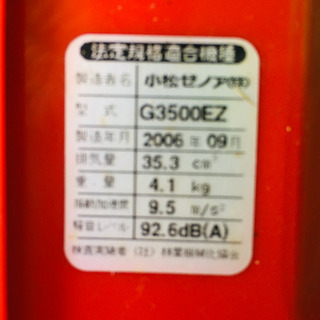 法定規格適合機種
製造者名 小松ゼノア㈱
型式 G3500EZ
製造年月 2006年09月
排気量 35.3 cm³
重量 4.1 kg
振動加速度 9.5 m/s²
騒音レベル 92.6dB(A)
検査実施者 (社)林業機械化協会